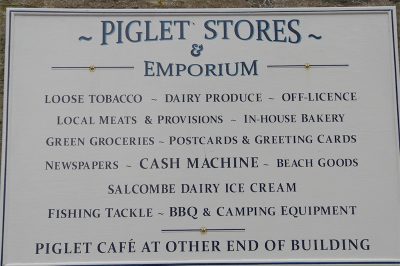 ~ PIGLET STORES ~
&
EMPORIUM
LOOSE TOBACCO ~ DAIRY PRODUCE ~ OFF-LICENCE
LOCAL MEATS & PROVISIONS ~ IN-HOUSE BAKERY
GREEN GROCERIES ~ POSTCARDS & GREETING CARDS
NEWSPAPERS ~ CASH MACHINE ~ BEACH GOODS
SALCOMBE DAIRY ICE CREAM
FISHING TACKLE ~ BBQ & CAMPING EQUIPMENT
PIGLET CAFÉ AT OTHER END OF BUILDING